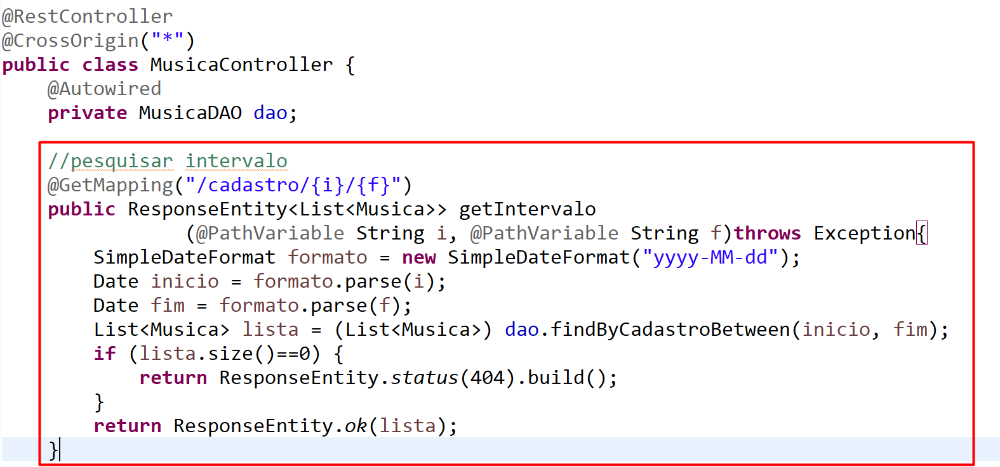 @RestController
@CrossOrigin("*")
public class MusicaController {
@Autowired
private MusicaDAO dao;
//pesquisar intervalo
@GetMapping("/cadastro/{i}/{f}")
public ResponseEntity<List<Musica>> getIntervalo
(@PathVariable String i, @PathVariable String f)throws Exception{
SimpleDateFormat formato = new SimpleDateFormat("yyyy-MM-dd");
Date inicio = formato.parse(i);
Date fim = formato.parse(f);
List<Musica> lista = (List<Musica>) dao.findByCadastroBetween(inicio, fim);
if (lista.size()==0) {
return ResponseEntity.status(404).build();
}
return ResponseEntity.ok(lista);
}